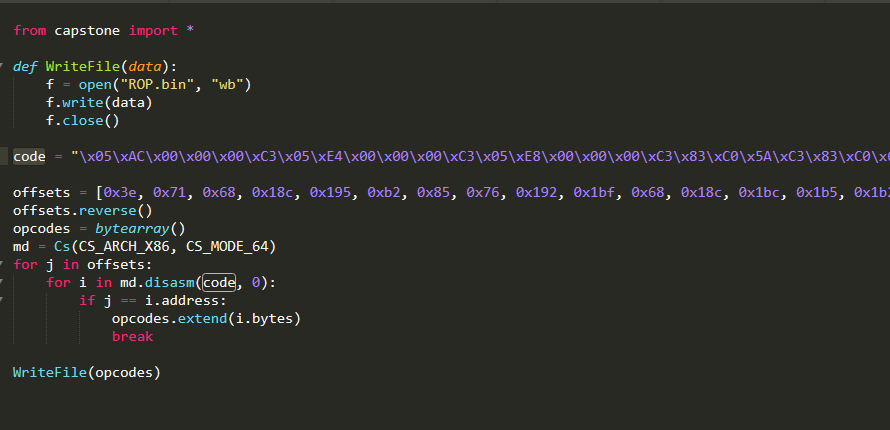 from capstone import *
def WriteFile(data):
f = open("ROP.bin", "wb")
f.write(data)
f.close()
code = "\x05\xAC\x00\x00\x00\xC3\x05\xE4\x00\x00\x00\xC3\x05\xE8\x00\x00\x00\xC3\x83\xC0\x5A\xC3\x83\xC0\x
offsets = [0x3e, 0x71, 0x68, 0x18c, 0x195, 0xb2, 0x85, 0x76, 0x192, 0x1bf, 0x68, 0x18c, 0x1bc, 0x1b5, 0x1b
offsets.reverse()
opcodes = bytearray()
md = Cs(CS_ARCH_X86, CS_MODE_64)
for j in offsets:
for i in md.disasm(code, 0):
if j == i.address:
opcodes.extend(i.bytes)
break
WriteFile(opcodes)